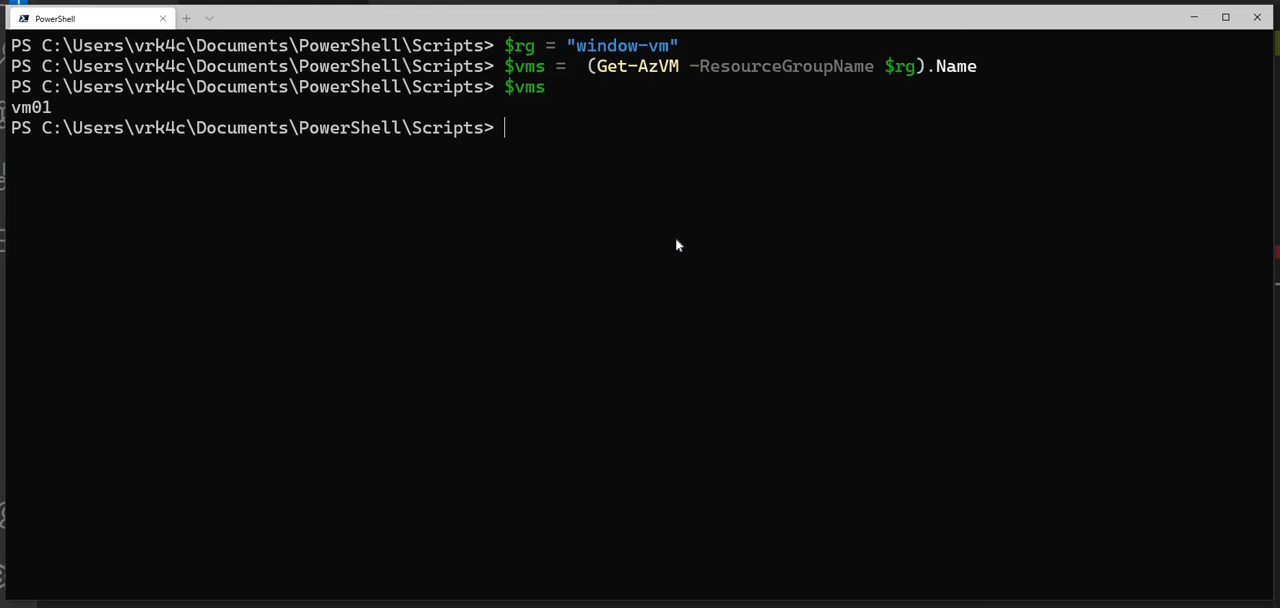 PowerShell
PS C:\Users\vrk4c\Documents\PowerShell\Scripts> $rg = "window-vm"
PS C:\Users\vrk4c\Documents\PowerShell\Scripts> $vms =  (Get-AzVM -ResourceGroupName $rg).Name
PS C:\Users\vrk4c\Documents\PowerShell\Scripts> $vms
vm01
PS C:\Users\vrk4c\Documents\PowerShell\Scripts>